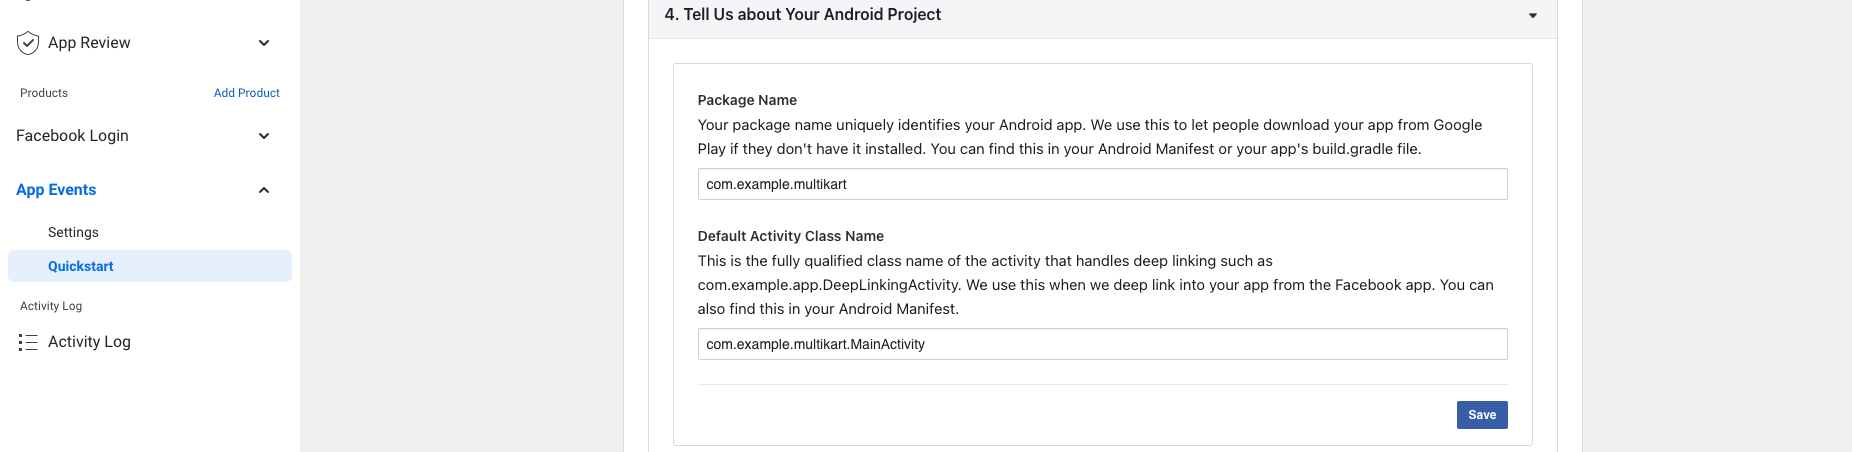 App Review
Products
Add Product
Facebook Login
App Events
Settings
Quickstart
Activity Log
Activity Log
4. Tell Us about Your Android Project
Package Name
Your package name uniquely identifies your Android app. We use this to let people download your app from Google
Play if they don't have it installed. You can find this in your Android Manifest or your app's build.gradle file.
com.example.multikart
Default Activity Class Name
This is the fully qualified class name of the activity that handles deep linking such as
com.example.app.DeepLinkingActivity. We use this when we deep link into your app from the Facebook app. You can
also find this in your Android Manifest.
com.example.multikart.MainActivity
Save